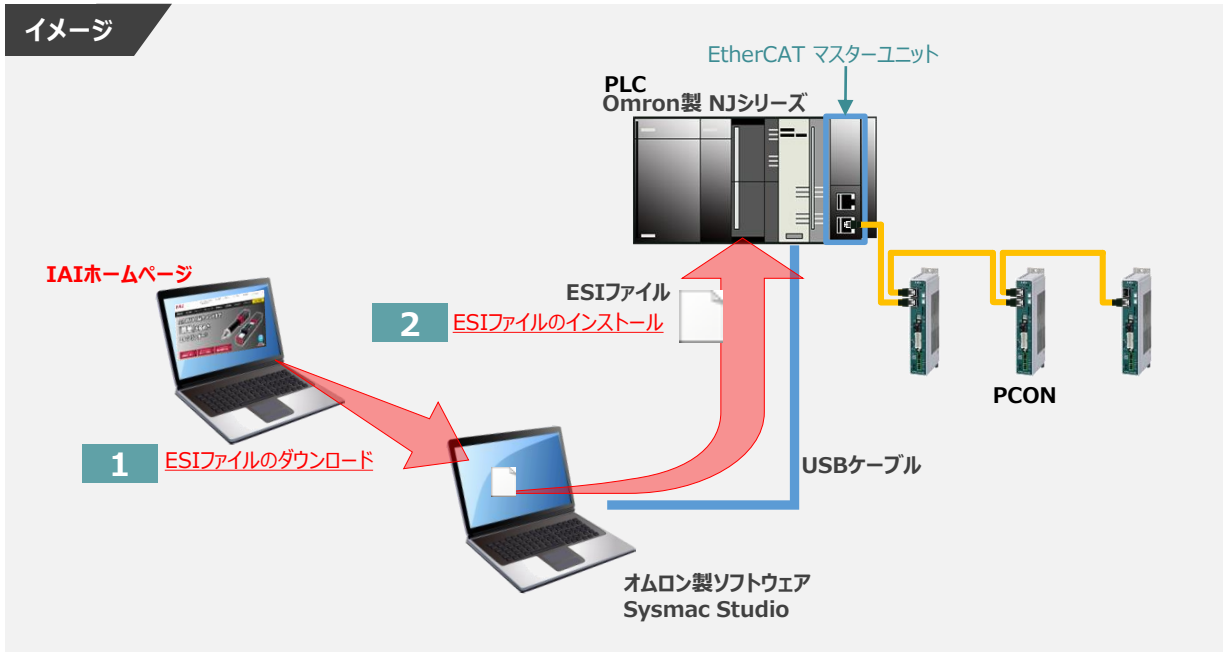 イメージ
EtherCAT マスターユニット
PLC
Omron製 NJシリーズ
IAIホームページ
ESIファイル
2
ESIファイルのインストール
PCON
1
ESIファイルのダウンロード
USBケーブル
オムロン製ソフトウェア
Sysmac Studio